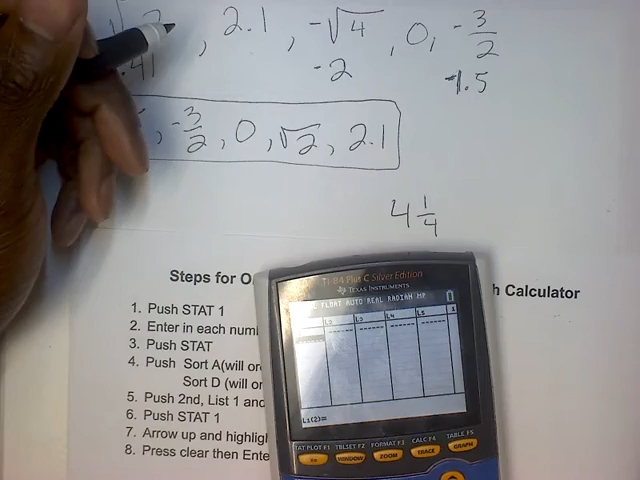 √2, 2.1, -√4, 0, -3/2
.41 -2 -1.5
, -3/2, 0, √2, 2.1
4 1/4
TI-84 Plus C Silver Edition
TEXAS INSTRUMENTS
FLOAT AUTO REAL RADIAN MP
L2 L3 L4 L5 1
L1(2)=
TAT PLOT F1 TBLSET F2 FORMAT F3 CALC F4 TABLE F5
Y= WINDOW ZOOM TRACE GRAPH
Steps for O
h Calculator
1. Push STAT 1
2. Enter in each num
3. Push STAT
4. Push Sort A(will or
Sort D (will or
5. Push 2nd, List 1 and
6. Push STAT 1
7. Arrow up and highlig
8. Press clear then Ente